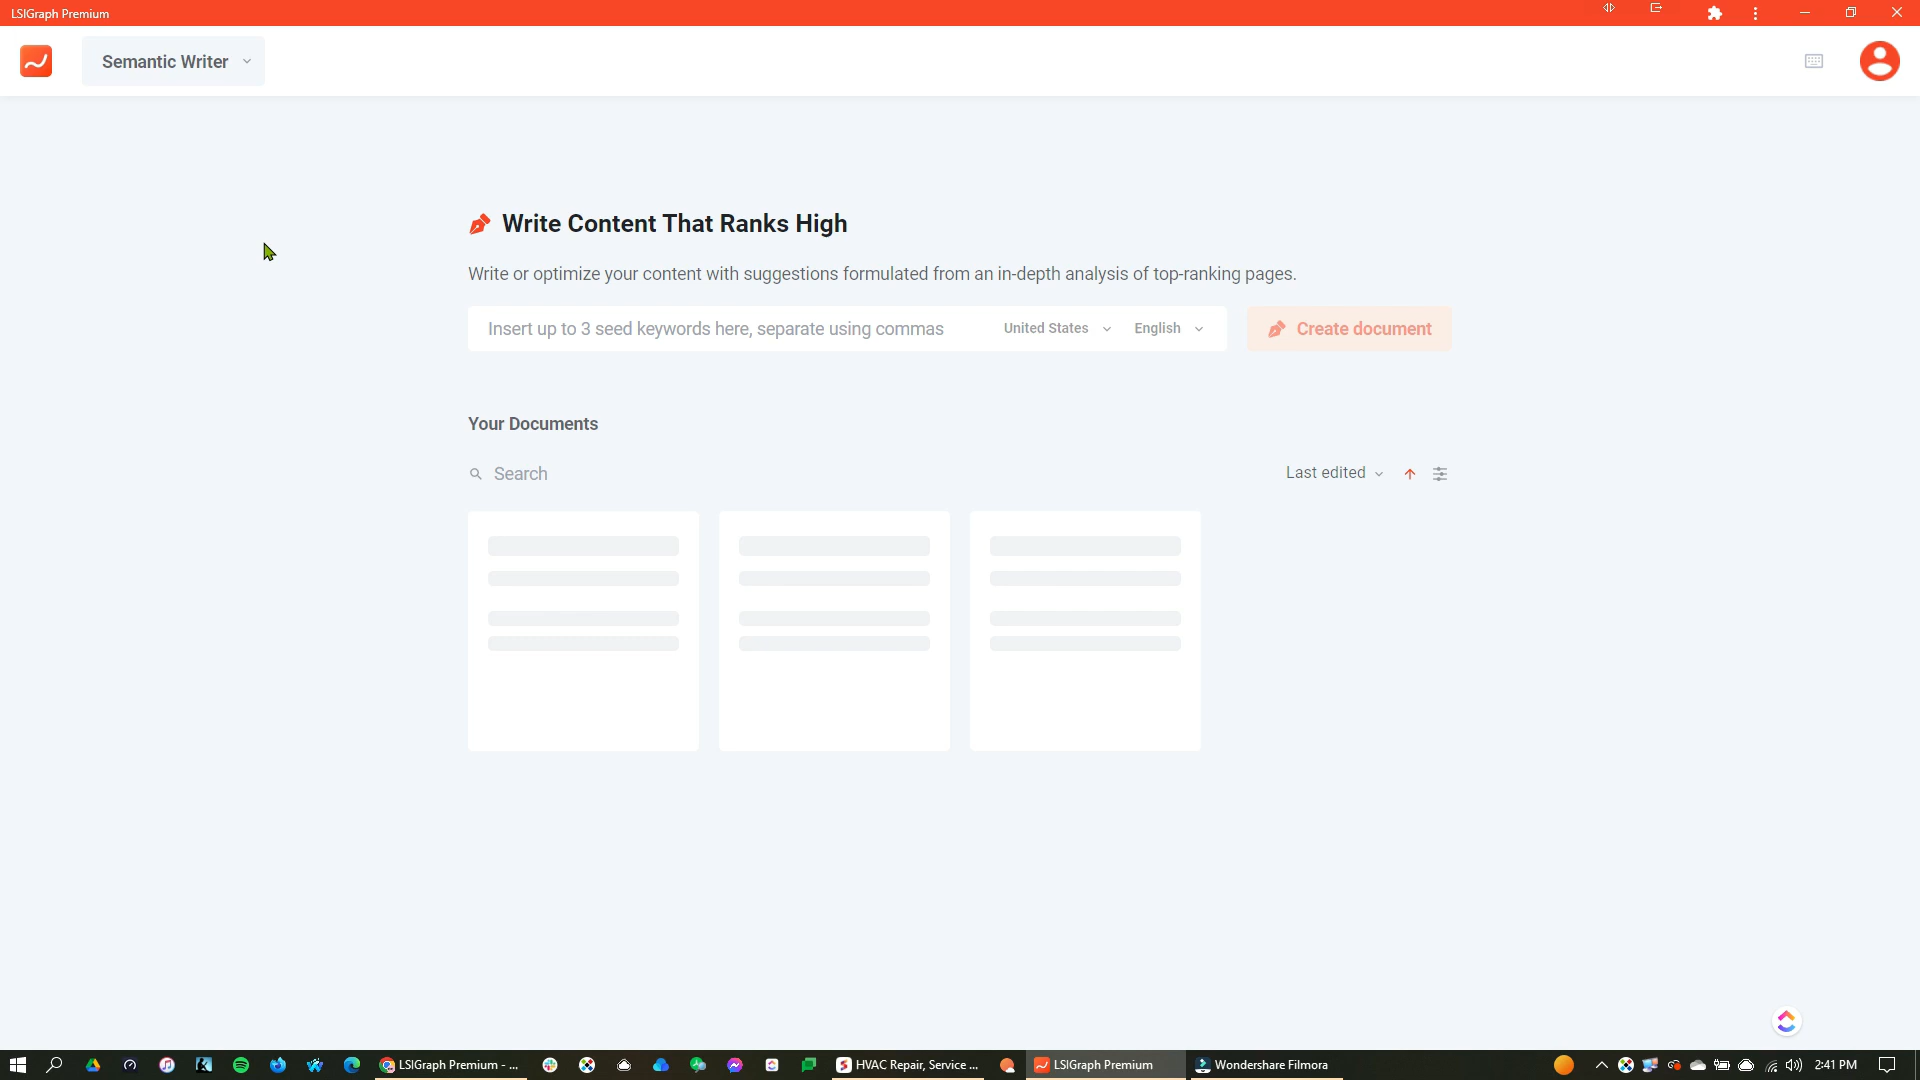 LSIGraph Premium
Semantic Writer
Write Content That Ranks High
Write or optimize your content with suggestions formulated from an in-depth analysis of top-ranking pages.
Insert up to 3 seed keywords here, separate using commas
United States
English
Create document
Your Documents
Search
Last edited
LSIGraph Premium - ...
HVAC Repair, Service ...
LSIGraph Premium
Wondershare Filmora
2:41 PM